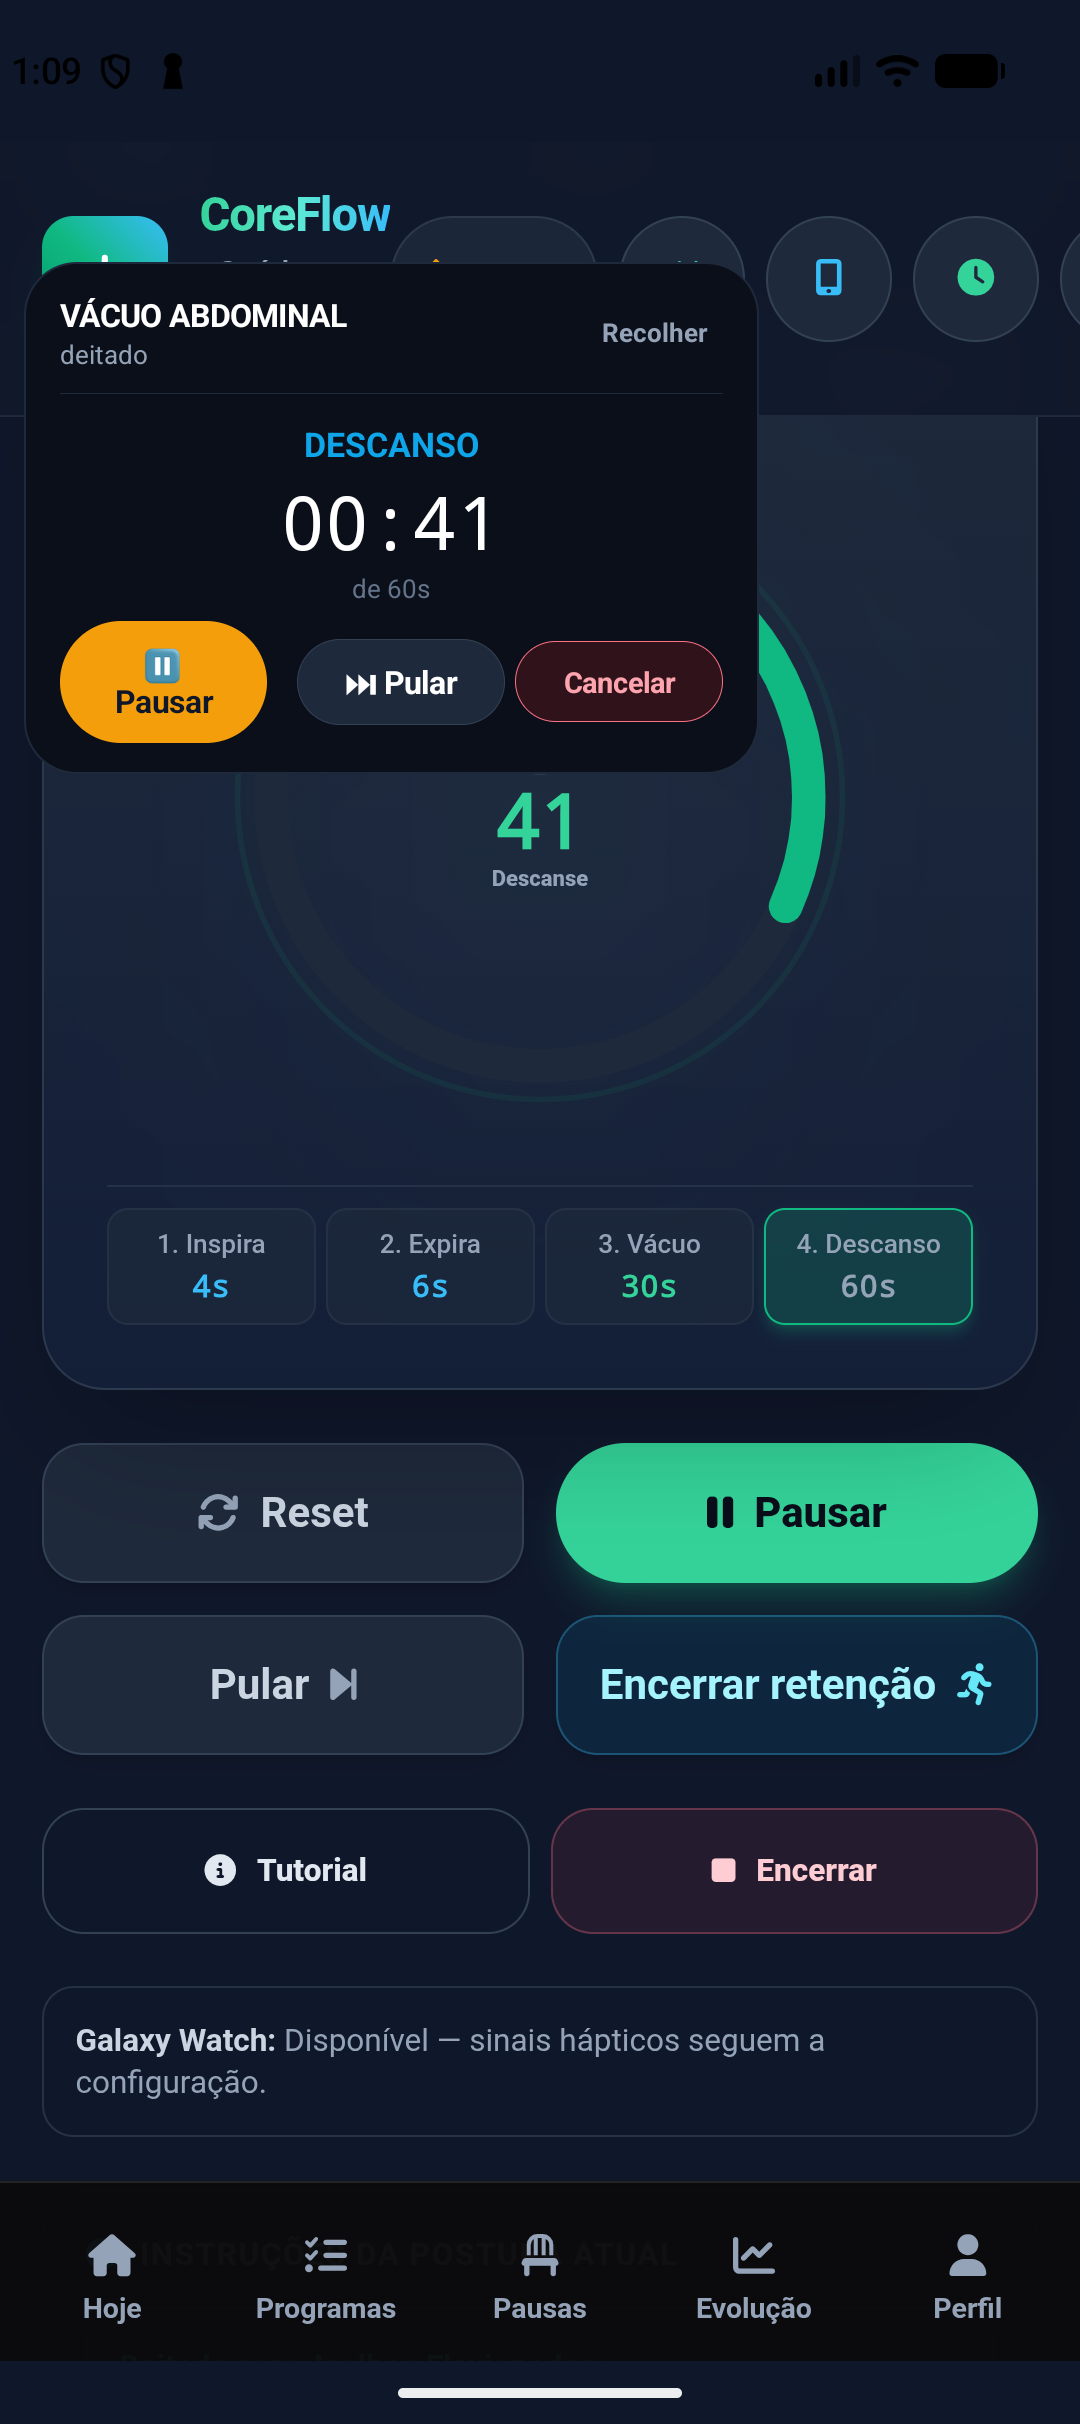 1:09
CoreFlow
VÁCUO ABDOMINAL
deitado
Recolher
DESCANSO
00:41
de 60s
Pausar
Pular
Cancelar
41
Descanse
1. Inspira
4s
2. Expira
6s
3. Vácuo
30s
4. Descanso
60s
Reset
Pausar
Pular
Encerrar retenção
Tutorial
Encerrar
Galaxy Watch: Disponível — sinais hápticos seguem a
configuração.
Hoje
Programas
Pausas
Evolução
Perfil